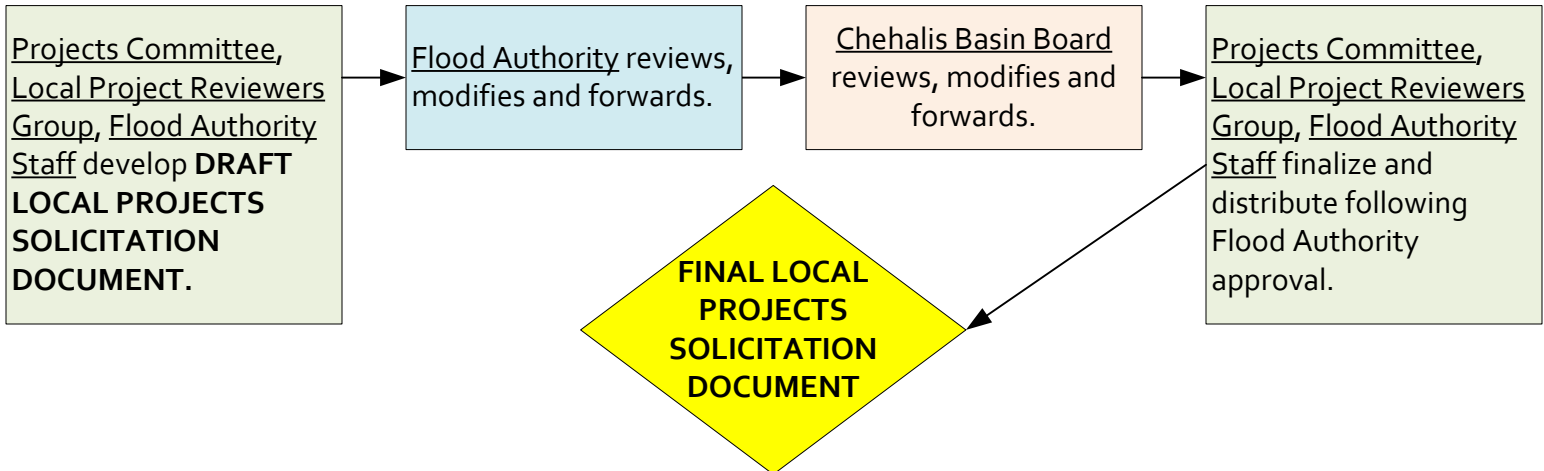 Projects Committee,
Local Project Reviewers
Group, Flood Authority
Staff develop DRAFT
LOCAL PROJECTS
SOLICITATION
DOCUMENT.
Flood Authority reviews,
modifies and forwards.
Chehalis Basin Board
reviews, modifies and
forwards.
Projects Committee,
Local Project Reviewers
Group, Flood Authority
Staff finalize and
distribute following
Flood Authority
approval.
FINAL LOCAL
PROJECTS
SOLICITATION
DOCUMENT